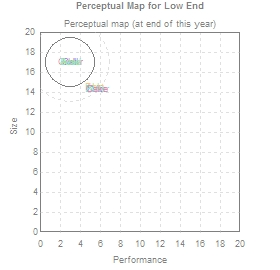 Perceptual Map for Low End
Perceptual map (at end of this year)
20
18
16
14
12
10
8
6
4
2
0
Size
0 2 4 6 8 10 12 14 16 18 20
Performance